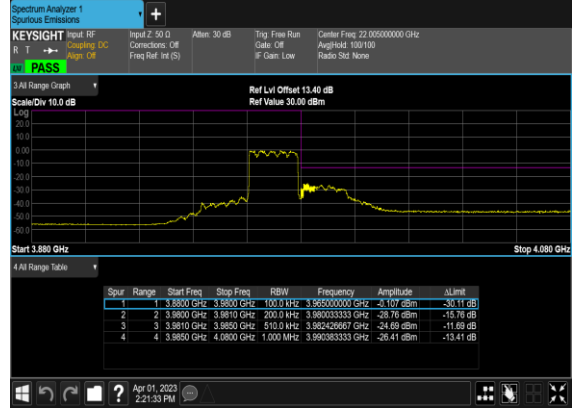 Spectrum Analyzer 1
Spurious Emissions
+
KEYSIGHT Input: RF Input Z: 50 Ω Atten: 30 dB Trig: Free Run Center Freq: 22.005000000 GHz
R T Coupling: DC Corrections: Off Gate: Off Avg|Hold: 100/100
Align: Off Freq Ref: Int (S) IF Gain: Low Radio Std: None
LW PASS
3 All Range Graph
Ref Lvl Offset 13.40 dB
Scale/Div 10.0 dB Ref Value 30.00 dBm
Log
20.0
10.0
0.00
-10.0
-20.0
-30.0
-40.0
-50.0
-60.0
Start 3.880 GHz Stop 4.080 GHz
4 All Range Table
Spur Range Start Freq Stop Freq RBW Frequency Amplitude ΔLimit
1 1 3.8800 GHz 3.9800 GHz 100.0 kHz 3.965000000 GHz -0.107 dBm -30.11 dB
2 2 3.9800 GHz 3.9810 GHz 200.0 kHz 3.980033333 GHz -28.76 dBm -15.76 dB
3 3 3.9810 GHz 3.9850 GHz 510.0 kHz 3.982426667 GHz -24.69 dBm -11.69 dB
4 4 3.9850 GHz 4.0800 GHz 1.000 MHz 3.990383333 GHz -26.41 dBm -13.41 dB
? Apr 01, 2023
2:21:33 PM